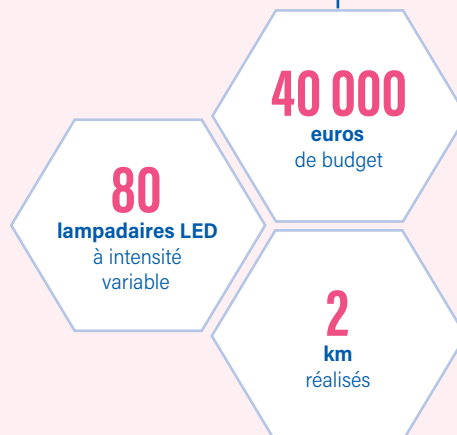 40 000
euros
de budget
80
lampadaires LED
à intensité
variable
2
km
réalisés